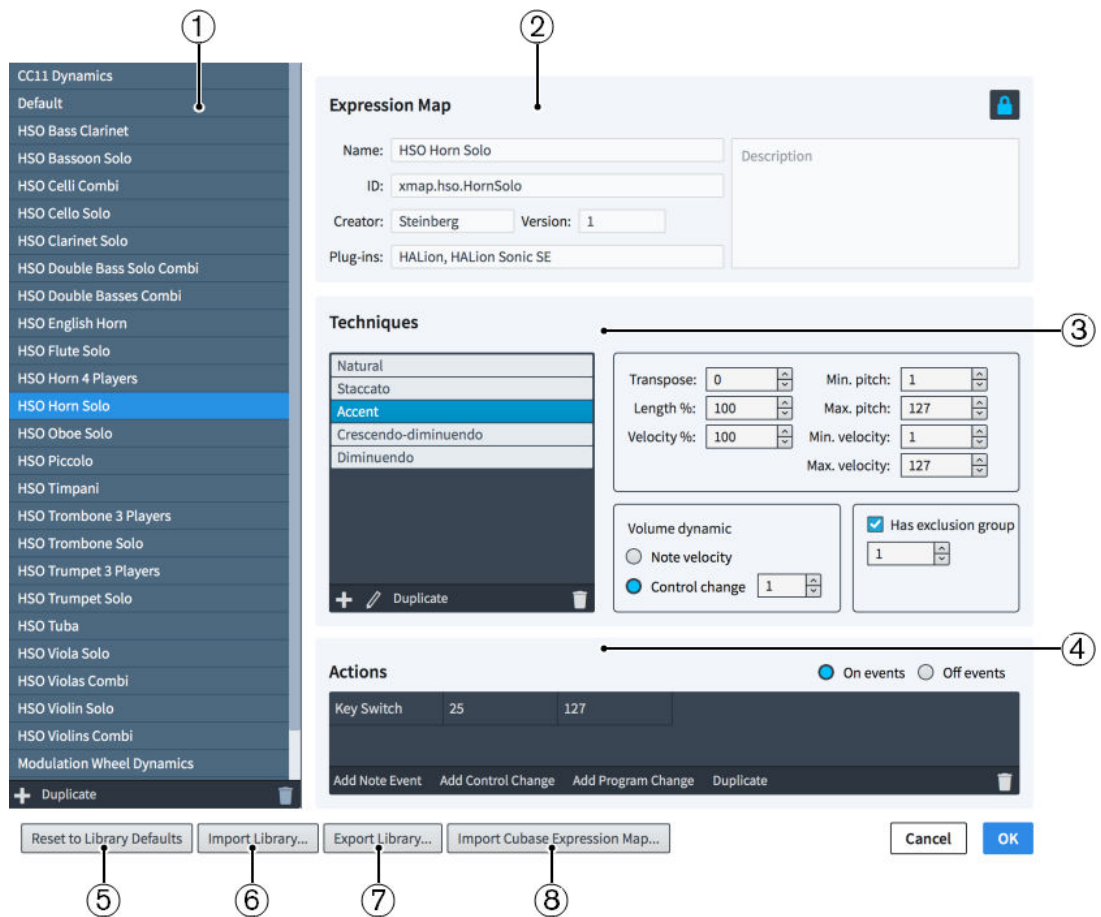 ① ②
CC11 Dynamics
Default
HSO Bass Clarinet
HSO Bassoon Solo
HSO Celli Combi
HSO Cello Solo
HSO Clarinet Solo
HSO Double Bass Solo Combi
HSO Double Basses Combi
HSO English Horn
HSO Flute Solo
HSO Horn 4 Players
HSO Horn Solo
HSO Oboe Solo
HSO Piccolo
HSO Timpani
HSO Trombone 3 Players
HSO Trombone Solo
HSO Trumpet 3 Players
HSO Trumpet Solo
HSO Tuba
HSO Viola Solo
HSO Violas Combi
HSO Violin Solo
HSO Violins Combi
Modulation Wheel Dynamics
Duplicate
Expression Map
Name: HSO Horn Solo
Description
ID: xmap.hso.HornSolo
Creator: Steinberg Version: 1
Plug-ins: HALion, HALion Sonic SE
Techniques
③
Natural
Staccato
Accent
Crescendo-diminuendo
Diminuendo
Duplicate
Transpose: 0 Min. pitch: 1
Length %: 100 Max. pitch: 127
Velocity %: 100 Min. velocity: 1
Max. velocity: 127
Volume dynamic
Note velocity
Control change 1
Has exclusion group
1
④
Actions On events Off events
Key Switch 25 127
Add Note Event Add Control Change Add Program Change Duplicate
Reset to Library Defaults Import Library... Export Library... Import Cubase Expression Map... Cancel OK
⑤ ⑥ ⑦ ⑧